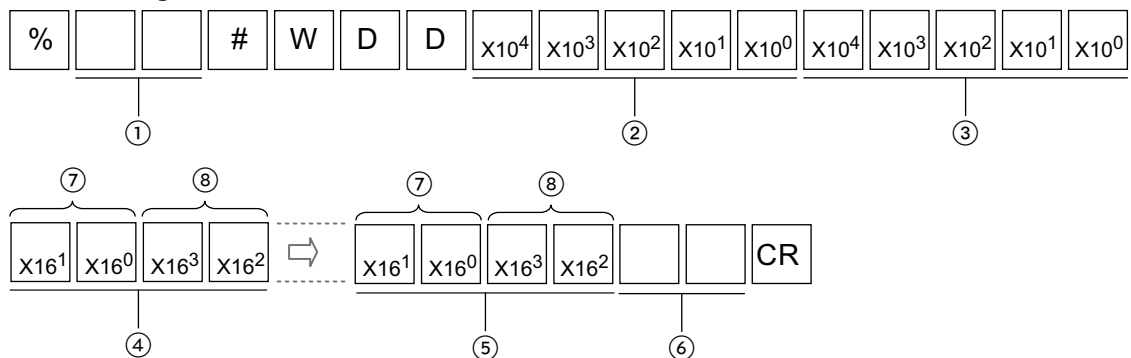 % # W D D X10⁴ X10³ X10² X10¹ X10⁰ X10⁴ X10³ X10² X10¹ X10⁰
① ② ③
⑦ ⑧ ⑦ ⑧
X16¹ X16⁰ X16³ X16² X16¹ X16⁰ X16³ X16² CR
④ ⑤ ⑥